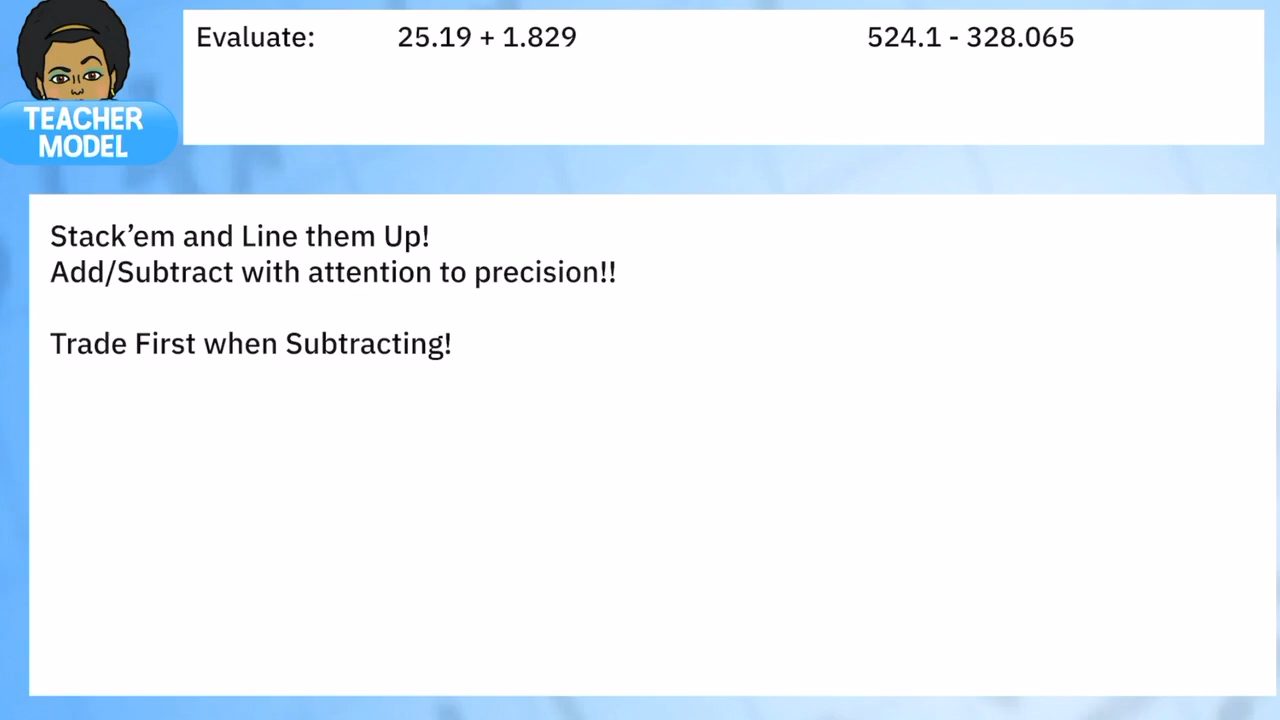 Evaluate: 25.19 + 1.829 524.1 - 328.065
TEACHER
MODEL
Stack’em and Line them Up!
Add/Subtract with attention to precision!!
Trade First when Subtracting!